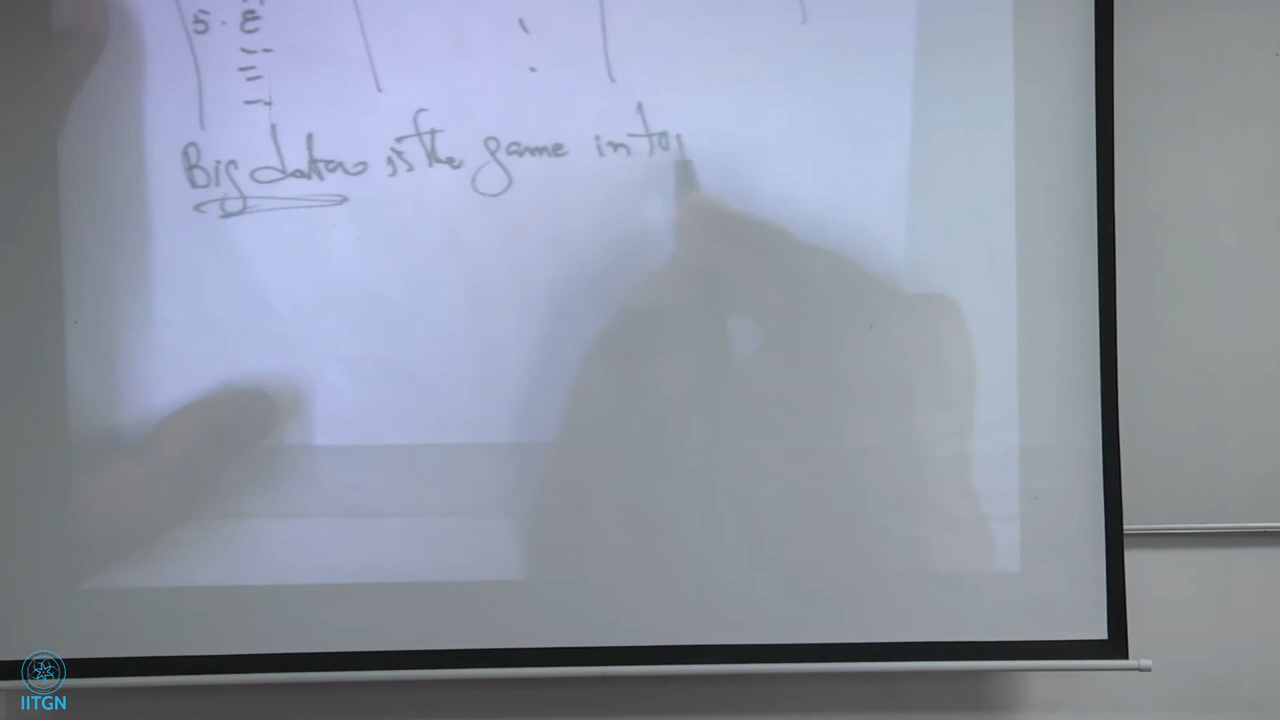 5. ε
Big data is the game in to
IITGN